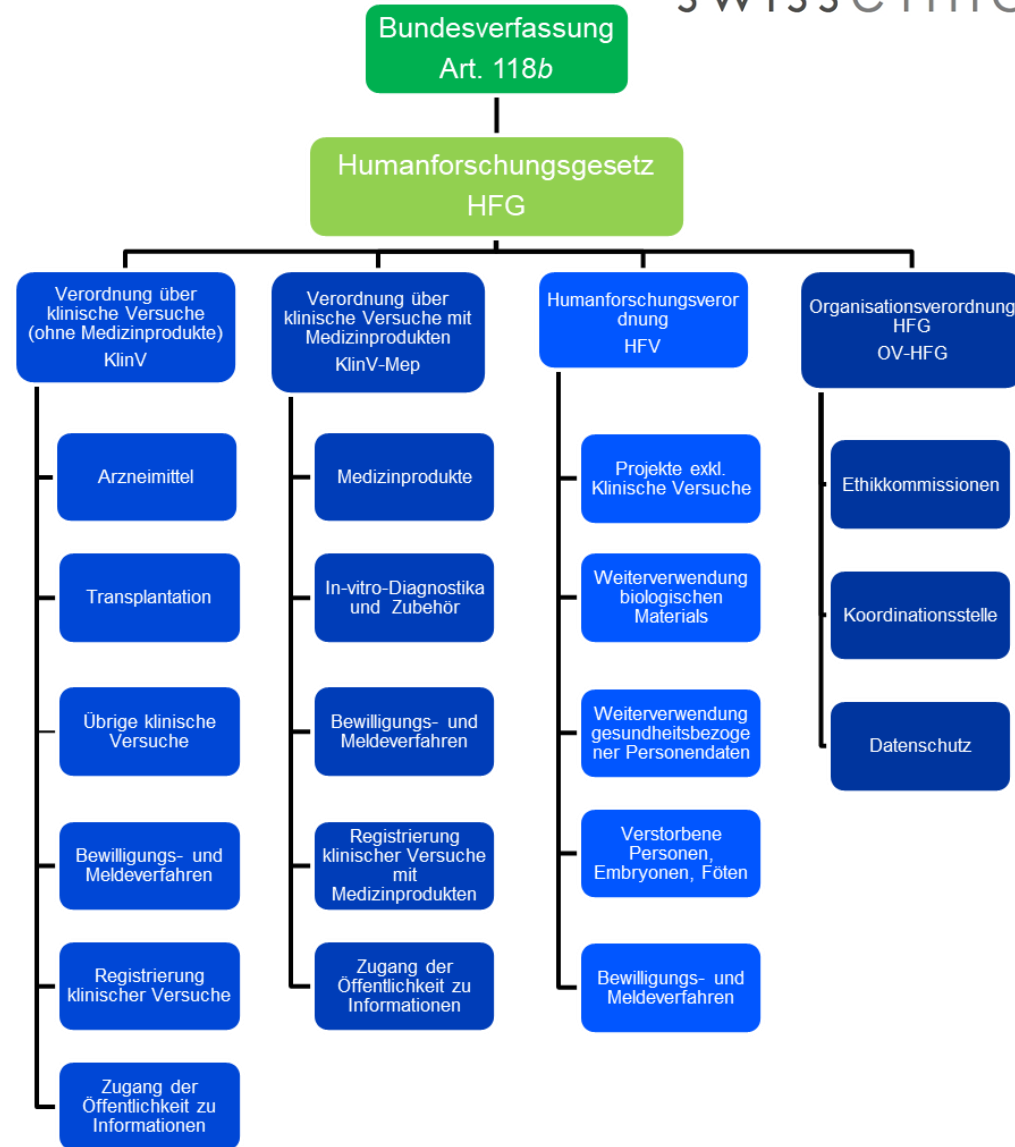 Bundesverfassung
Art. 118b
Humanforschungsgesetz
HFG
Verordnung über
klinische Versuche
(ohne Medizinprodukte)
KlinV
Arzneimittel
Transplantation
Übrige klinische
Versuche
Bewilligungs- und
Meldeverfahren
Registrierung
klinischer Versuche
Zugang der
Öffentlichkeit zu
Informationen
Verordnung über
klinische Versuche mit
Medizinprodukten
KlinV-Mep
Medizinprodukte
In-vitro-Diagnostika
und Zubehör
Bewilligungs- und
Meldeverfahren
Registrierung
klinischer Versuche
mit
Medizinprodukten
Zugang der
Öffentlichkeit zu
Informationen
Humanforschungsveror
dnung
HFV
Projekte exkl.
Klinische Versuche
Weiterverwendung
biologischen
Materials
Weiterverwendung
gesundheitsbezoge
ner Personendaten
Verstorbene
Personen,
Embryonen, Föten
Bewilligungs- und
Meldeverfahren
Organisationsverordnung
HFG
OV-HFG
Ethikkommissionen
Koordinationsstelle
Datenschutz